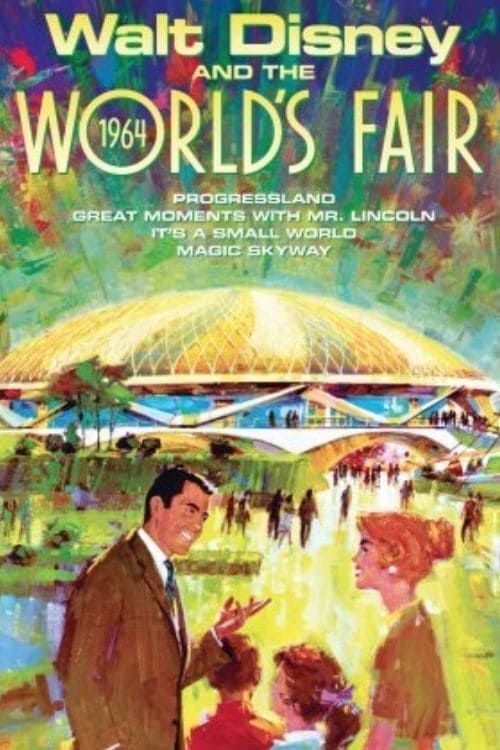 Walt Disney
AND THE
1964
WORLD'S FAIR
PROGRESSLAND
GREAT MOMENTS WITH MR. LINCOLN
IT'S A SMALL WORLD
MAGIC SKYWAY